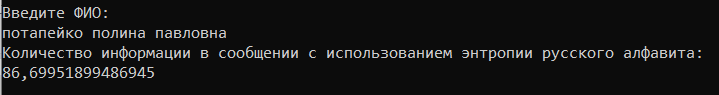 Введите ФИО:
потапейко полина павловна
Количество информации в сообщении с использованием энтропии русского алфавита:
86,69951899486945